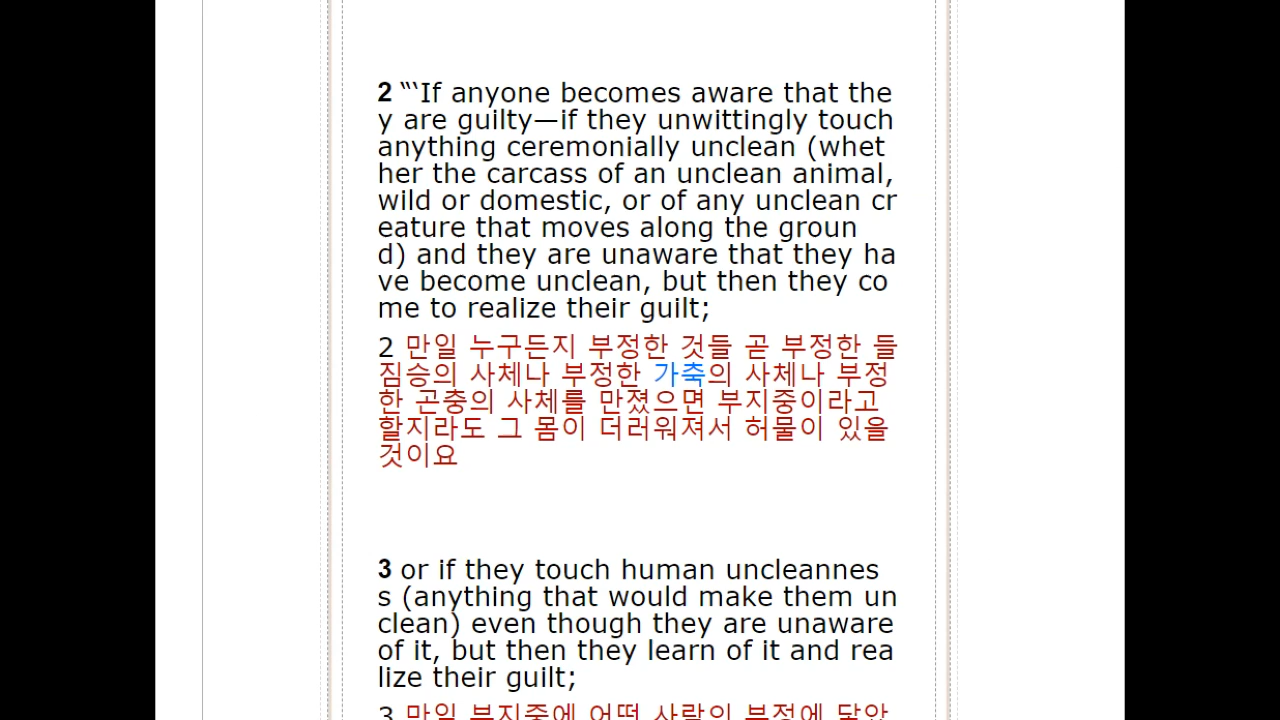 2 “‘If anyone becomes aware that the
y are guilty—if they unwittingly touch
anything ceremonially unclean (whet
her the carcass of an unclean animal,
wild or domestic, or of any unclean cr
eature that moves along the groun
d) and they are unaware that they ha
ve become unclean, but then they co
me to realize their guilt;
2 만일 누구든지 부정한 것들 곧 부정한 들
짐승의 사체나 부정한 가축의 사체나 부정
한 곤충의 사체를 만졌으면 부지중이라고
할지라도 그 몸이 더러워져서 허물이 있을
것이요
3 or if they touch human uncleannes
s (anything that would make them un
clean) even though they are unaware
of it, but then they learn of it and rea
lize their guilt;
3 만일 부지중에 어떤 사람의 부정에 닿았